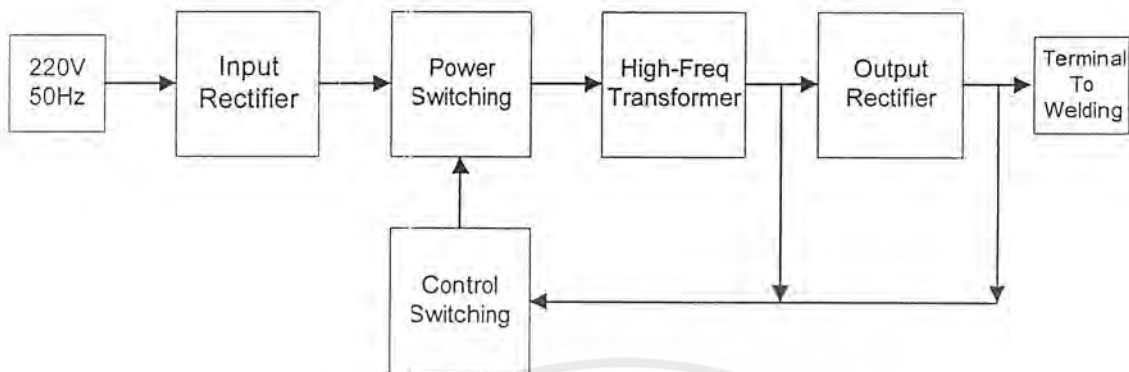 220V
50Hz
Input
Rectifier
Power
Switching
High-Freq
Transformer
Output
Rectifier
Terminal
To
Welding
Control
Switching